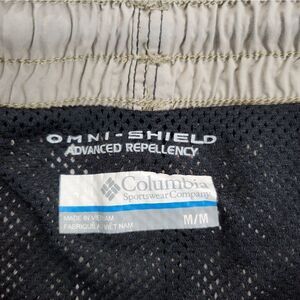 OMNI-SHIELD
ADVANCED REPELLENCY
Columbia
Sportswear Company
MADE IN VIETNAM
FABRIQUÉ AU VIET NAM
M/M